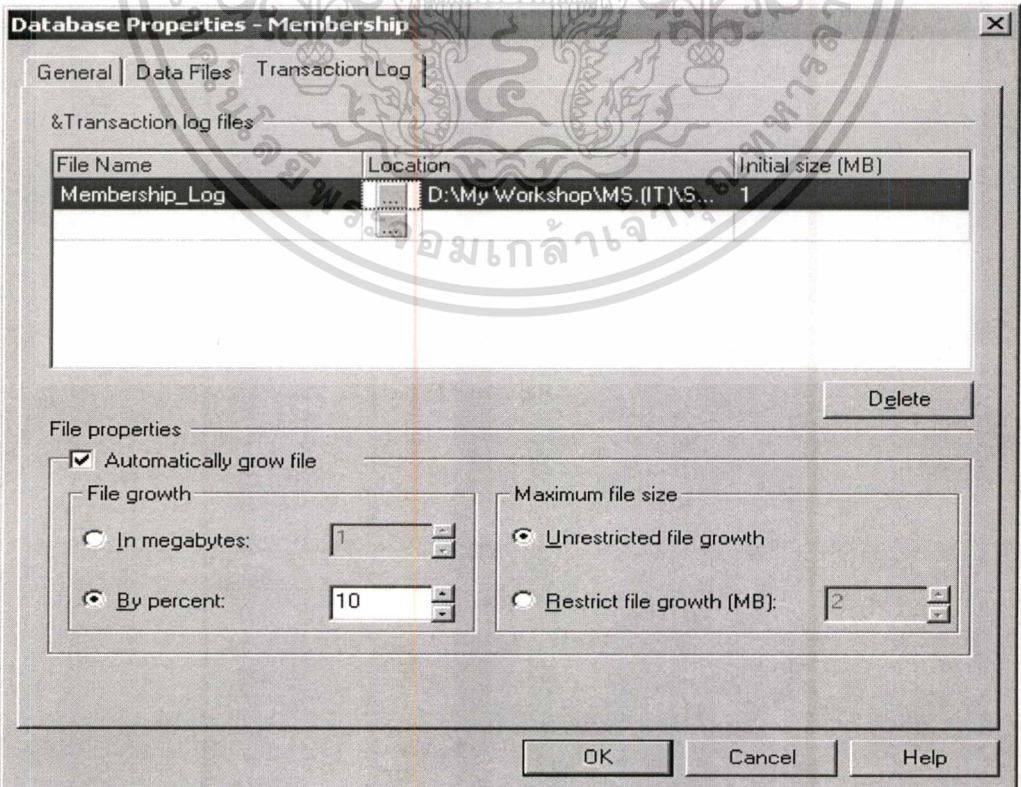 Database Properties - Membership
General
Data Files
Transaction Log
&Transaction log files
File Name
Location
Initial size (MB)
Membership_Log
...
D:\My Workshop\MS.(IT)\S...
1
...
Delete
File properties
Automatically grow file
File growth
In megabytes:
1
By percent:
10
Maximum file size
Unrestricted file growth
Restrict file growth (MB):
2
OK
Cancel
Help